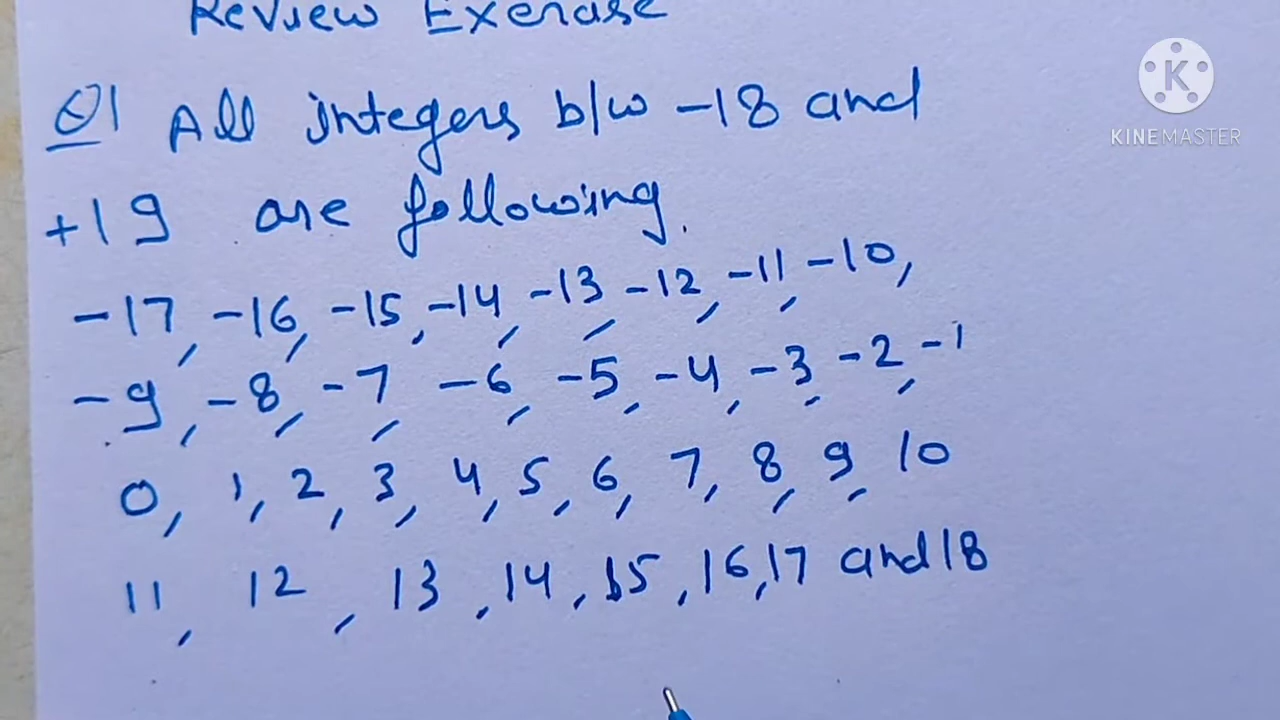 Review Exercise
Q1 All integers b/w -18 and
+19 are following.
-17, -16, -15, -14, -13, -12, -11, -10,
-9, -8, -7, -6, -5, -4, -3, -2, -1
0, 1, 2, 3, 4, 5, 6, 7, 8, 9, 10
11, 12, 13, 14, 15, 16, 17 and 18
K
KINEMASTER